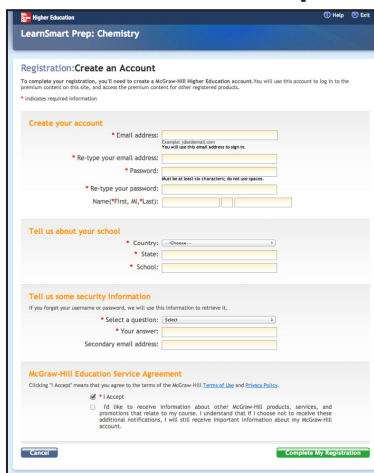 Higher Education
Help
Exit
LearnSmart Prep: Chemistry
Registration:Create an Account
To complete your registration, you'll need to create a McGraw-Hill Higher Education account.You will use this account to log in to the
premium content on this site, and access the premium content for other registered products.
* indicates required information
Create your account
* Email address:
You will use this email address to sign in.
* Re-type your email address:
* Password:
Must be at least six characters; do not use spaces.
* Re-type your password:
Name(*First, MI,*Last):
Tell us about your school
* Country: ---Choose---
* State:
* School:
Tell us some security information
If you forget your username or password, we will use this information to retrieve it.
* Select a question: Select
* Your answer:
Secondary email address:
McGraw-Hill Education Service Agreement
Clicking "I Accept" means that you agree to the terms of the McGraw-Hill Terms of Use and Privacy Policy.
* I Accept
I'd like to receive information about other McGraw-Hill products, services, and
promotions that relate to my course. I understand that if I choose not to receive these
additional notifications, I will still receive important information about my McGraw-Hill
account.
Cancel
Complete My Registration